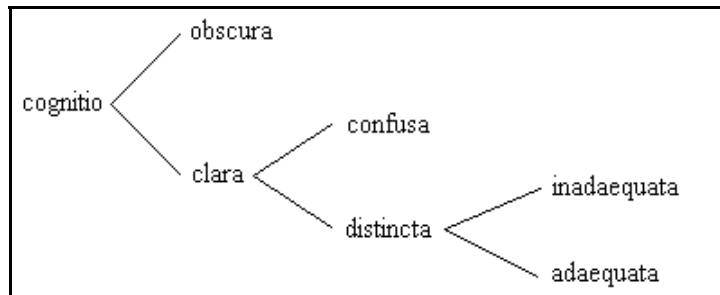 obscura
cognitio
confusa
clara
inadaequata
distincta
adaequata